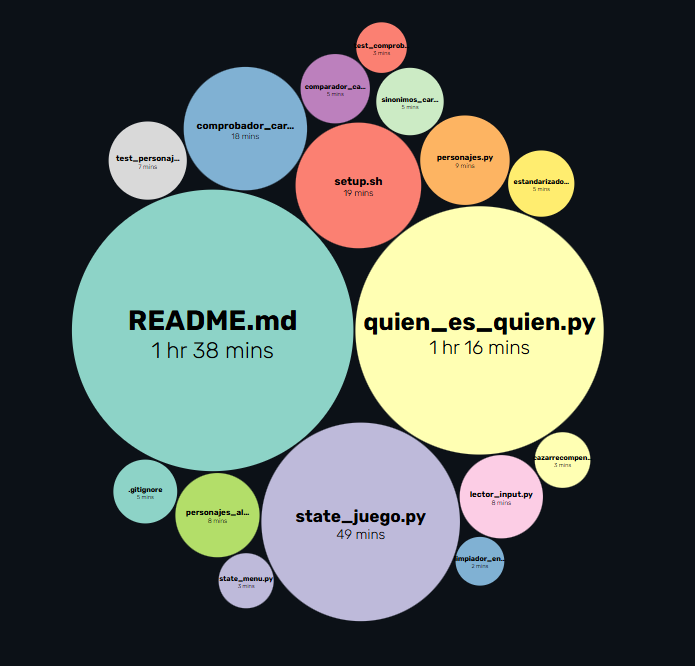 test_comprob...
3 mins
comparador_ca...
5 mins
sinonimos_car...
5 mins
comprobador_car...
18 mins
test_personaj...
7 mins
setup.sh
19 mins
personajes.py
9 mins
estandarizado...
5 mins
README.md
1 hr 38 mins
quien_es_quien.py
1 hr 16 mins
state_juego.py
49 mins
.gitignore
5 mins
personajes_al...
8 mins
state_menu.py
3 mins
lector_input.py
8 mins
cazarrecompen...
3 mins
limpiador_en...
2 mins